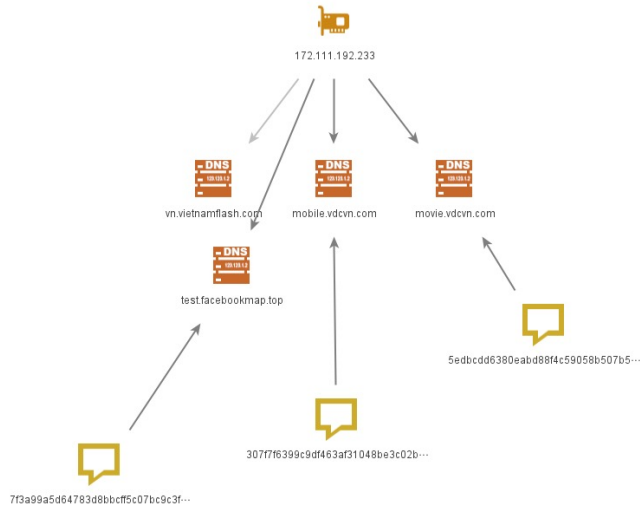 172.111.192.233
DNS
DNS
DNS
vn.vietnamflash.com
mobile.vdcvn.com
movie.vdcvn.com
DNS
test.facebookmap.top
5edbcdd6380eabd88f4c59058b507b5···
307f7f6399c9df463af31048be3c02b···
7f3a99a5d64783d8bbcff5c07bc9c3f···